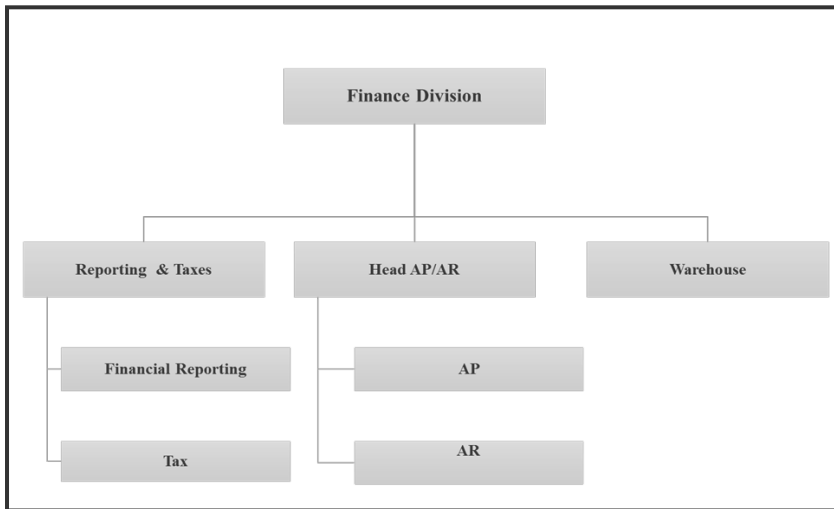 Finance Division
Reporting & Taxes
Head AP/AR
Warehouse
Financial Reporting
AP
Tax
AR